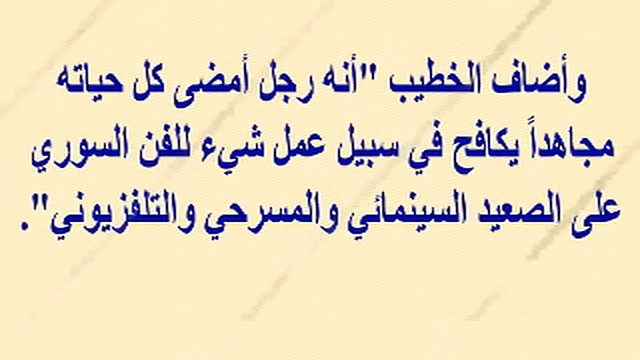 وأضاف الخطيب "أنه رجل أمضى كل حياته
مجاهداً يكافح في سبيل عمل شيء للفن السوري
على الصعيد السينمائي والمسرحي والتلفزيوني".